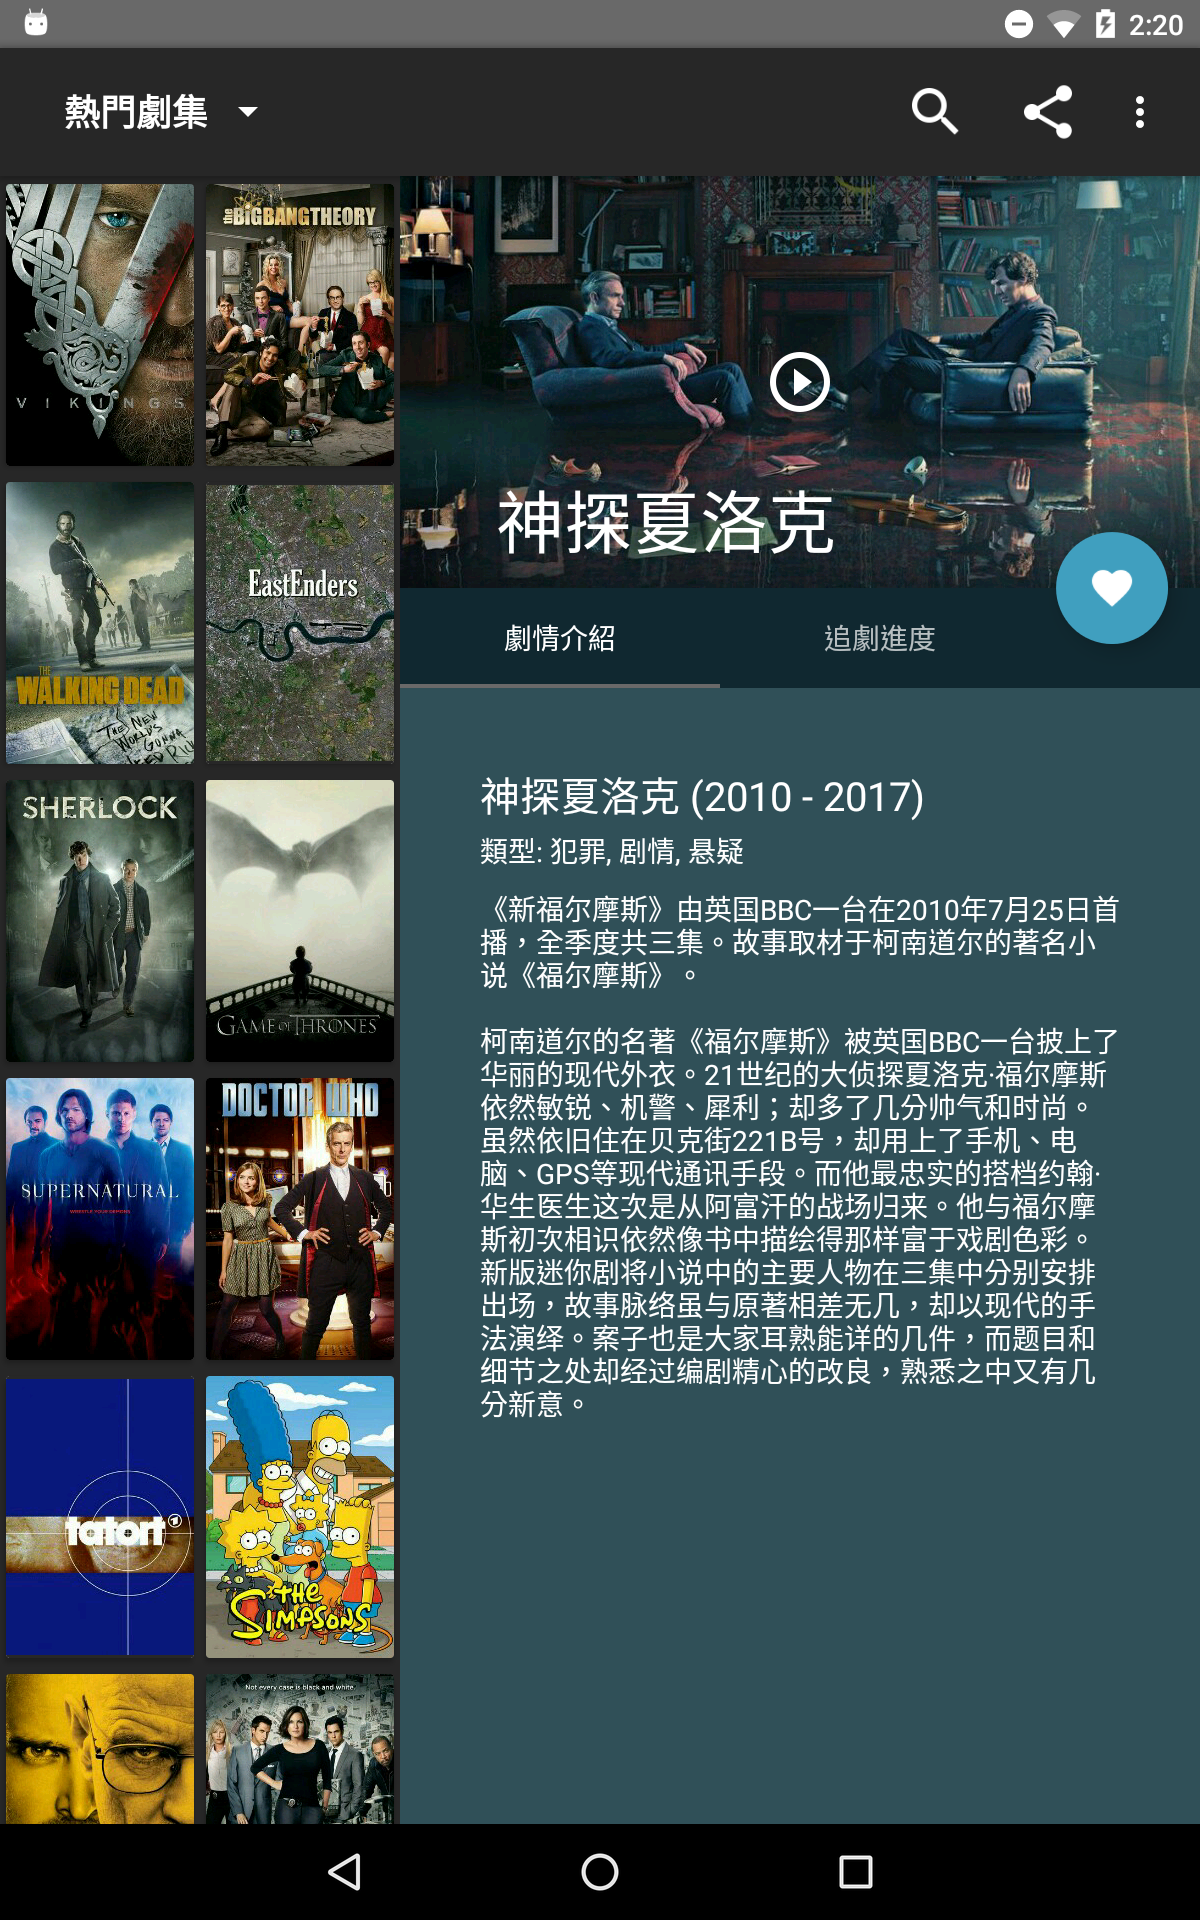 2:20
熱門劇集
VIKINGS
the BIG BANG THEORY
THE
WALKING DEAD
THE NEW
WORLD'S
GONNA
EastEnders
SHERLOCK
GAME OF THRONES
SUPERNATURAL
DOCTOR WHO
tatort
THE
SIMPSONS
Not every case is black and white.
神探夏洛克
劇情介紹
追劇進度
神探夏洛克 (2010 - 2017)
類型: 犯罪, 剧情, 悬疑
《新福尔摩斯》由英国BBC一台在2010年7月25日首
播，全季度共三集。故事取材于柯南道尔的著名小
说《福尔摩斯》。
柯南道尔的名著《福尔摩斯》被英国BBC一台披上了
华丽的现代外衣。21世纪的大侦探夏洛克·福尔摩斯
依然敏锐、机警、犀利；却多了几分帅气和时尚。
虽然依旧住在贝克街221B号，却用上了手机、电
脑、GPS等现代通讯手段。而他最忠实的搭档约翰·
华生医生这次是从阿富汗的战场归来。他与福尔摩
斯初次相识依然像书中描绘得那样富于戏剧色彩。
新版迷你剧将小说中的主要人物在三集中分别安排
出场，故事脉络虽与原著相差无几，却以现代的手
法演绎。案子也是大家耳熟能详的几件，而题目和
细节之处却经过编剧精心的改良，熟悉之中又有几
分新意。